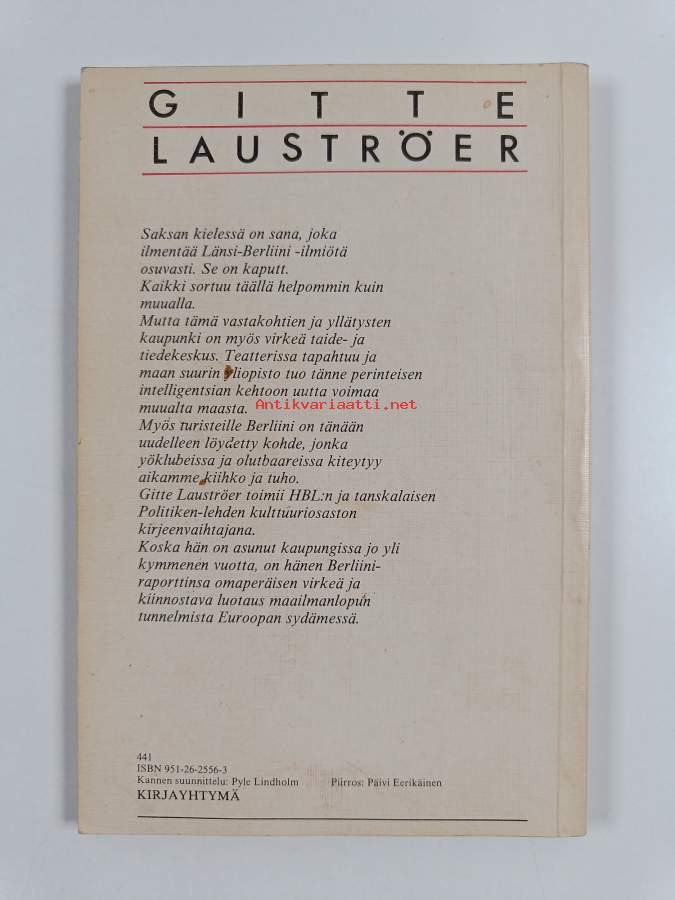 GITTE
LAUSTRÖER
Saksan kielessä on sana, joka
ilmentää Länsi-Berliini -ilmiötä
osuvasti. Se on kaputt.
Kaikki sortuu täällä helpommin kuin
muualla.
Mutta tämä vastakohtien ja yllätysten
kaupunki on myös virkeä taide- ja
tiedekeskus. Teatterissa tapahtuu ja
maan suurin yliopisto tuo tänne perinteisen
intelligentsian kehtoon uutta voimaa
muualta maasta.
Antikvariaatti.net
Myös turisteille Berliini on tänään
uudelleen löydetty kohde, jonka
yöklubeissa ja olutbaareissa kiteytyy
aikamme kiihko ja tuho.
Gitte Lauströer toimii HBL:n ja tanskalaisen
Politiken-lehden kulttuuriosaston
kirjeenvaihtajana.
Koska hän on asunut kaupungissa jo yli
kymmenen vuotta, on hänen Berliini-
raporttinsa omaperäisen virkeä ja
kiinnostava luotaus maailmanlopun
tunnelmista Euroopan sydämessä.
441
ISBN 951-26-2556-3
Kannen suunnittelu: Pyle Lindholm Piirros: Päivi Eerikäinen
KIRJAYHTYMÄ